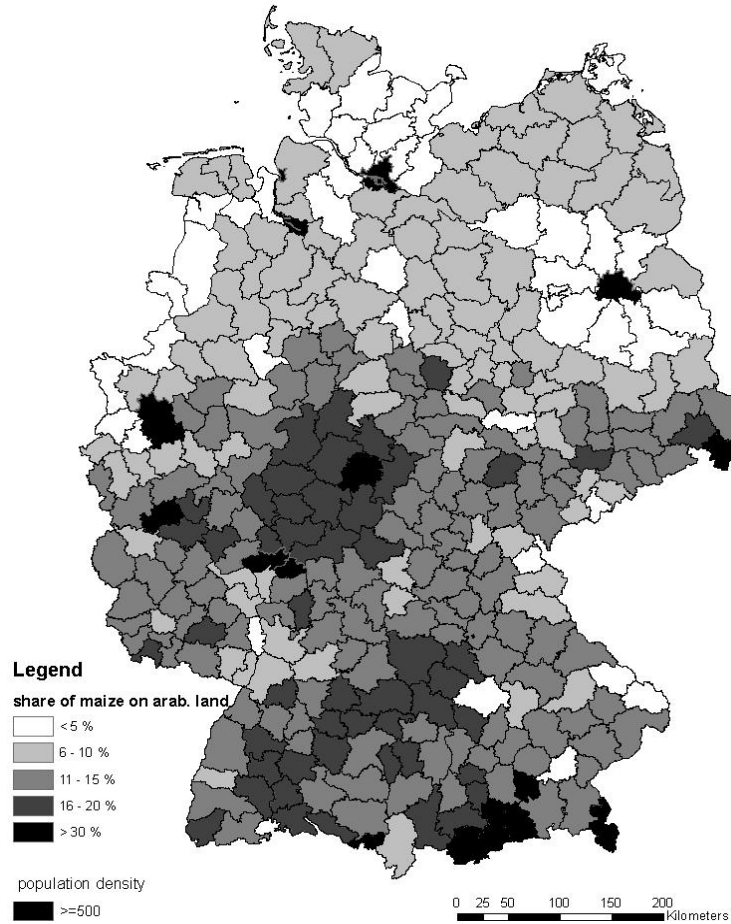 Legend
share of maize on arab. land
<5 %
6 - 10 %
11 - 15 %
16 - 20 %
>30 %
population density
>=500
0 25 50 100 150 200
Kilometers